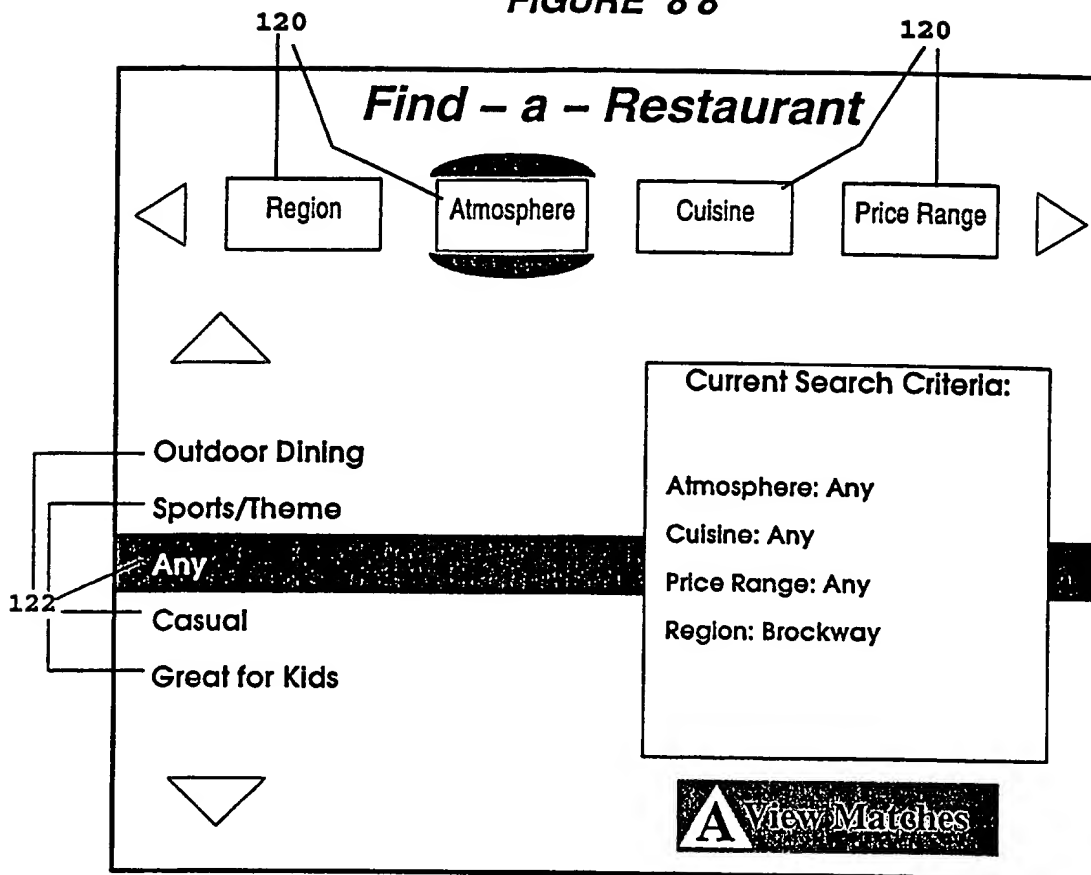 FIGURE 88
120 120
Find – a – Restaurant
Region Atmosphere Cuisine Price Range
Current Search Criteria:
Outdoor Dining
Atmosphere: Any
Sports/Theme
Cuisine: Any
Any
Price Range: Any
122
Casual
Region: Brockway
Great for Kids
A View Matches